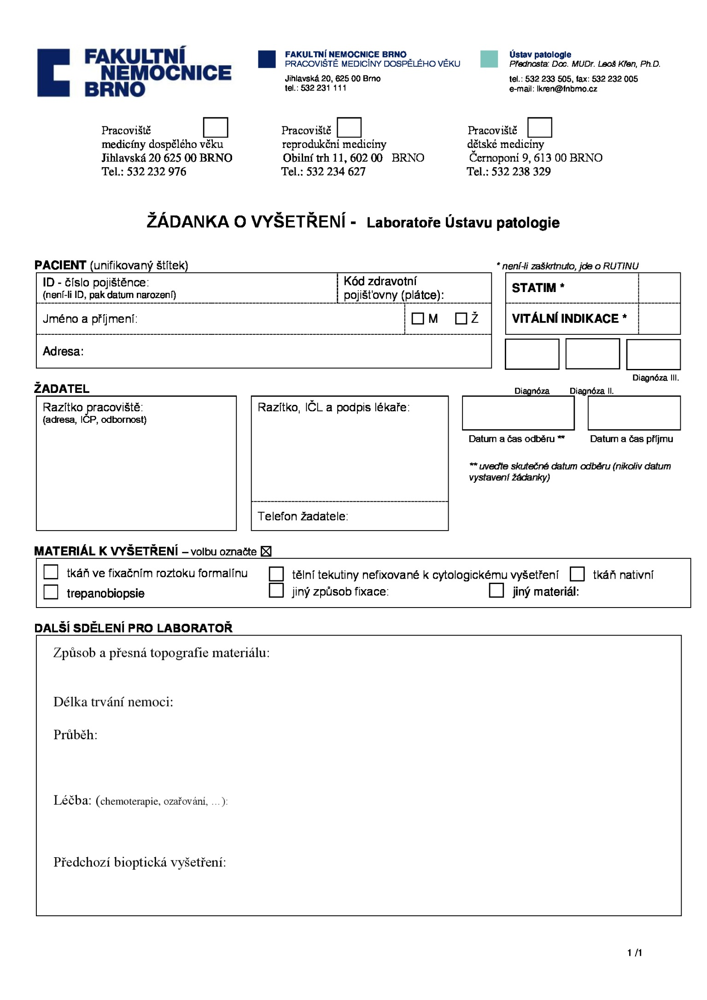 FAKULTNÍ
NEMOCNICE
BRNO
FAKULTNÍ NEMOCNICE BRNO
PRACOVIŠTĚ MEDICÍNY DOSPĚLÉHO VĚKU
Jihlavská 20, 625 00 Brno
tel.: 532 231 111
Ústav patologie
Přednosta: Doc. MUDr. Leoš Křen, Ph.D.
tel.: 532 233 505, fax: 532 232 005
e-mail: lkren@fnbrno.cz
Pracoviště
medicíny dospělého věku
Jihlavská 20 625 00 BRNO
Tel.: 532 232 976
Pracoviště
reprodukční medicíny
Obilní trh 11, 602 00 BRNO
Tel.: 532 234 627
Pracoviště
dětské medicíny
Černoponí 9, 613 00 BRNO
Tel.: 532 238 329
ŽÁDANKA O VYŠETŘENÍ - Laboratoře Ústavu patologie
PACIENT (unifikovaný štítek)
* není-li zaškrtnuto, jde o RUTINU
ID - číslo pojištěnce:
(není-li ID, pak datum narození)
Kód zdravotní
pojišťovny (plátce):
STATIM *
Jméno a příjmení:
M Ž
VITÁLNÍ INDIKACE *
Adresa:
Diagnóza III.
ŽADATEL
Diagnóza Diagnóza II.
Razítko pracoviště:
(adresa, IČP, odbornost)
Razítko, IČL a podpis lékaře:
Datum a čas odběru **
Datum a čas příjmu
** uveďte skutečné datum odběru (nikoliv datum
vystavení žádanky)
Telefon žadatele:
MATERIÁL K VYŠETŘENÍ – volbu označte ☒
tkáň ve fixačním roztoku formalínu
tělní tekutiny nefixované k cytologickému vyšetření
tkáň nativní
trepanobiopsie
jiný způsob fixace:
jiný materiál:
DALŠÍ SDĚLENÍ PRO LABORATOŘ
Způsob a přesná topografie materiálu:
Délka trvání nemoci:
Průběh:
Léčba: (chemoterapie, ozařování, …):
Předchozí bioptická vyšetření:
1 /1